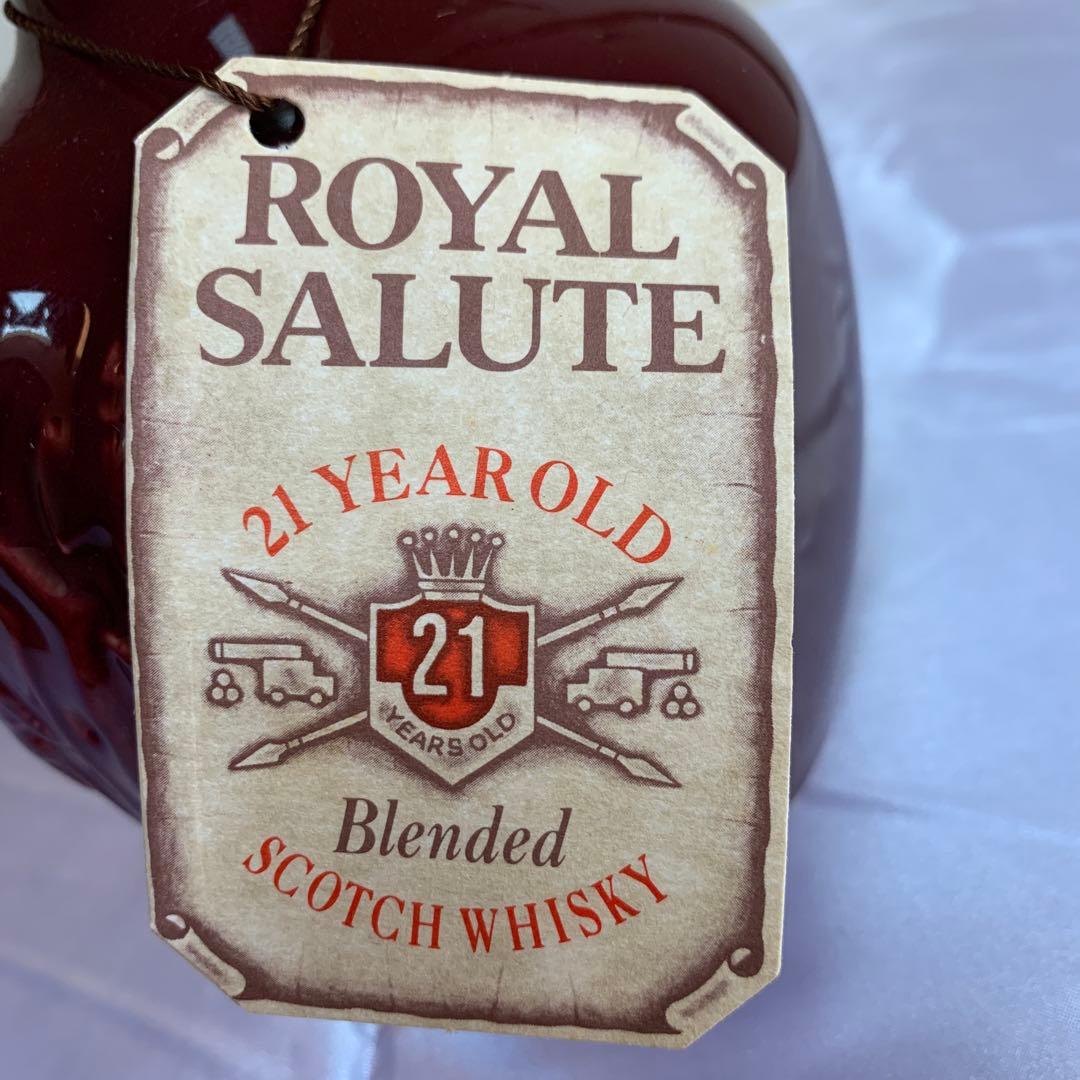 ROYAL
SALUTE
21 YEAR OLD
21
YEARS OLD
Blended
SCOTCH WHISKY